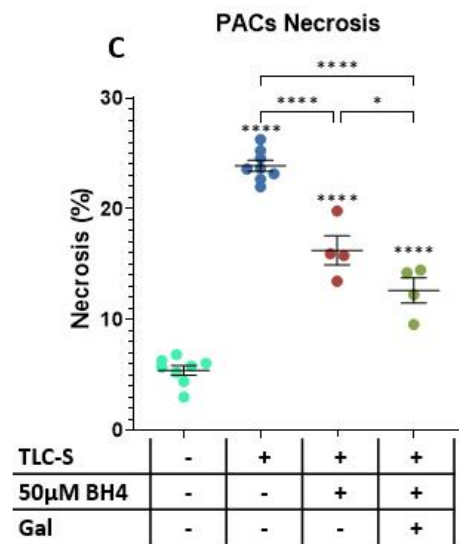 PACs Necrosis
C
****
**** *
30
****
20
****
****
10
0
Necrosis (%)
TLC-S - + + +
50µM BH4 - - + +
Gal - - - +